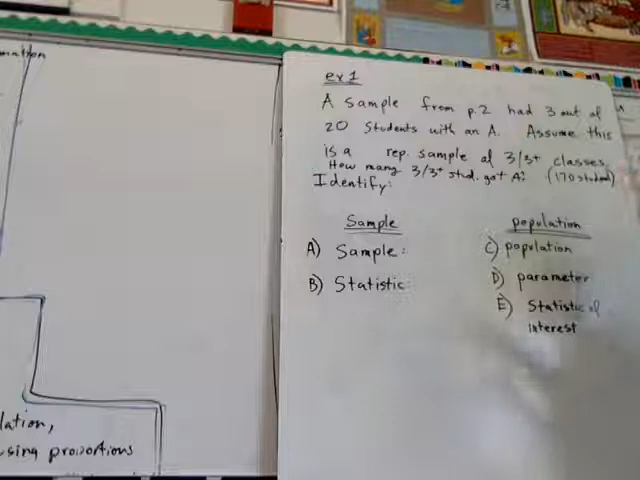 mation
ex 1
A sample from p.2 had 3 out of
20 students with an A. Assume this
is a rep. sample of 3/3+ classes.
How many 3/3+ stud. got A? (170 student)
Identify:
Sample
A) Sample:
B) Statistic:
population
C) population
D) parameter
E) Statistic of
interest
lation,
using proportions